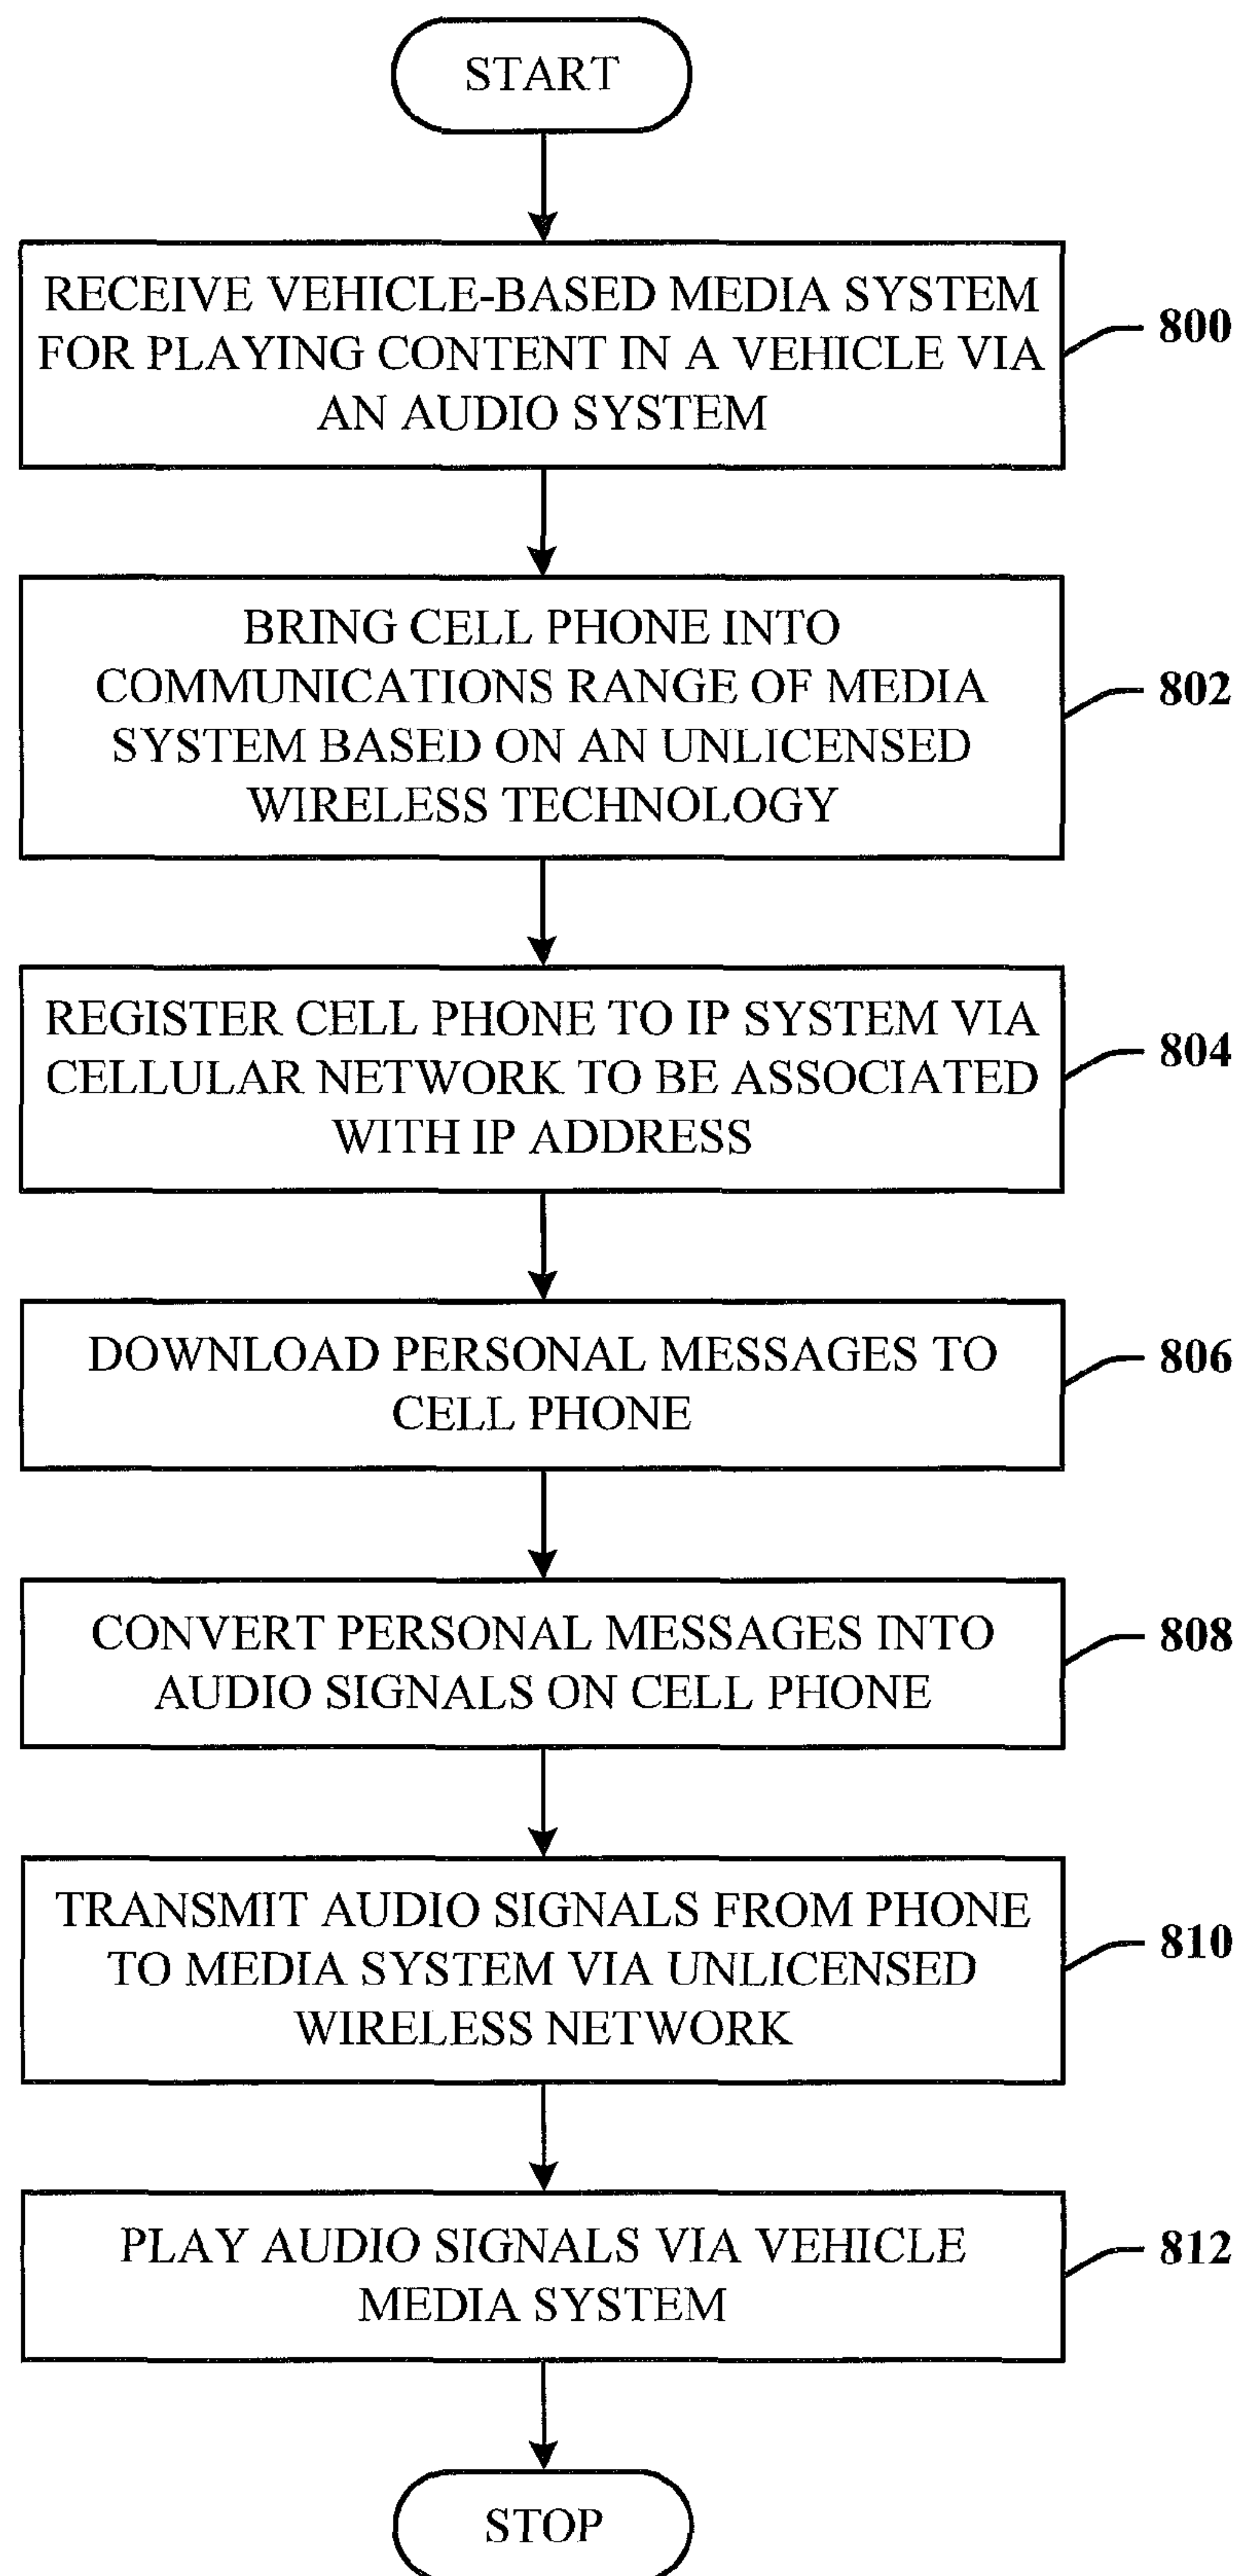 START
RECEIVE VEHICLE-BASED MEDIA SYSTEM
FOR PLAYING CONTENT IN A VEHICLE VIA
AN AUDIO SYSTEM
800
BRING CELL PHONE INTO
COMMUNICATIONS RANGE OF MEDIA
SYSTEM BASED ON AN UNLICENSED
WIRELESS TECHNOLOGY
802
REGISTER CELL PHONE TO IP SYSTEM VIA
CELLULAR NETWORK TO BE ASSOCIATED
WITH IP ADDRESS
804
DOWNLOAD PERSONAL MESSAGES TO
CELL PHONE
806
CONVERT PERSONAL MESSAGES INTO
AUDIO SIGNALS ON CELL PHONE
808
TRANSMIT AUDIO SIGNALS FROM PHONE
TO MEDIA SYSTEM VIA UNLICENSED
WIRELESS NETWORK
810
PLAY AUDIO SIGNALS VIA VEHICLE
MEDIA SYSTEM
812
STOP